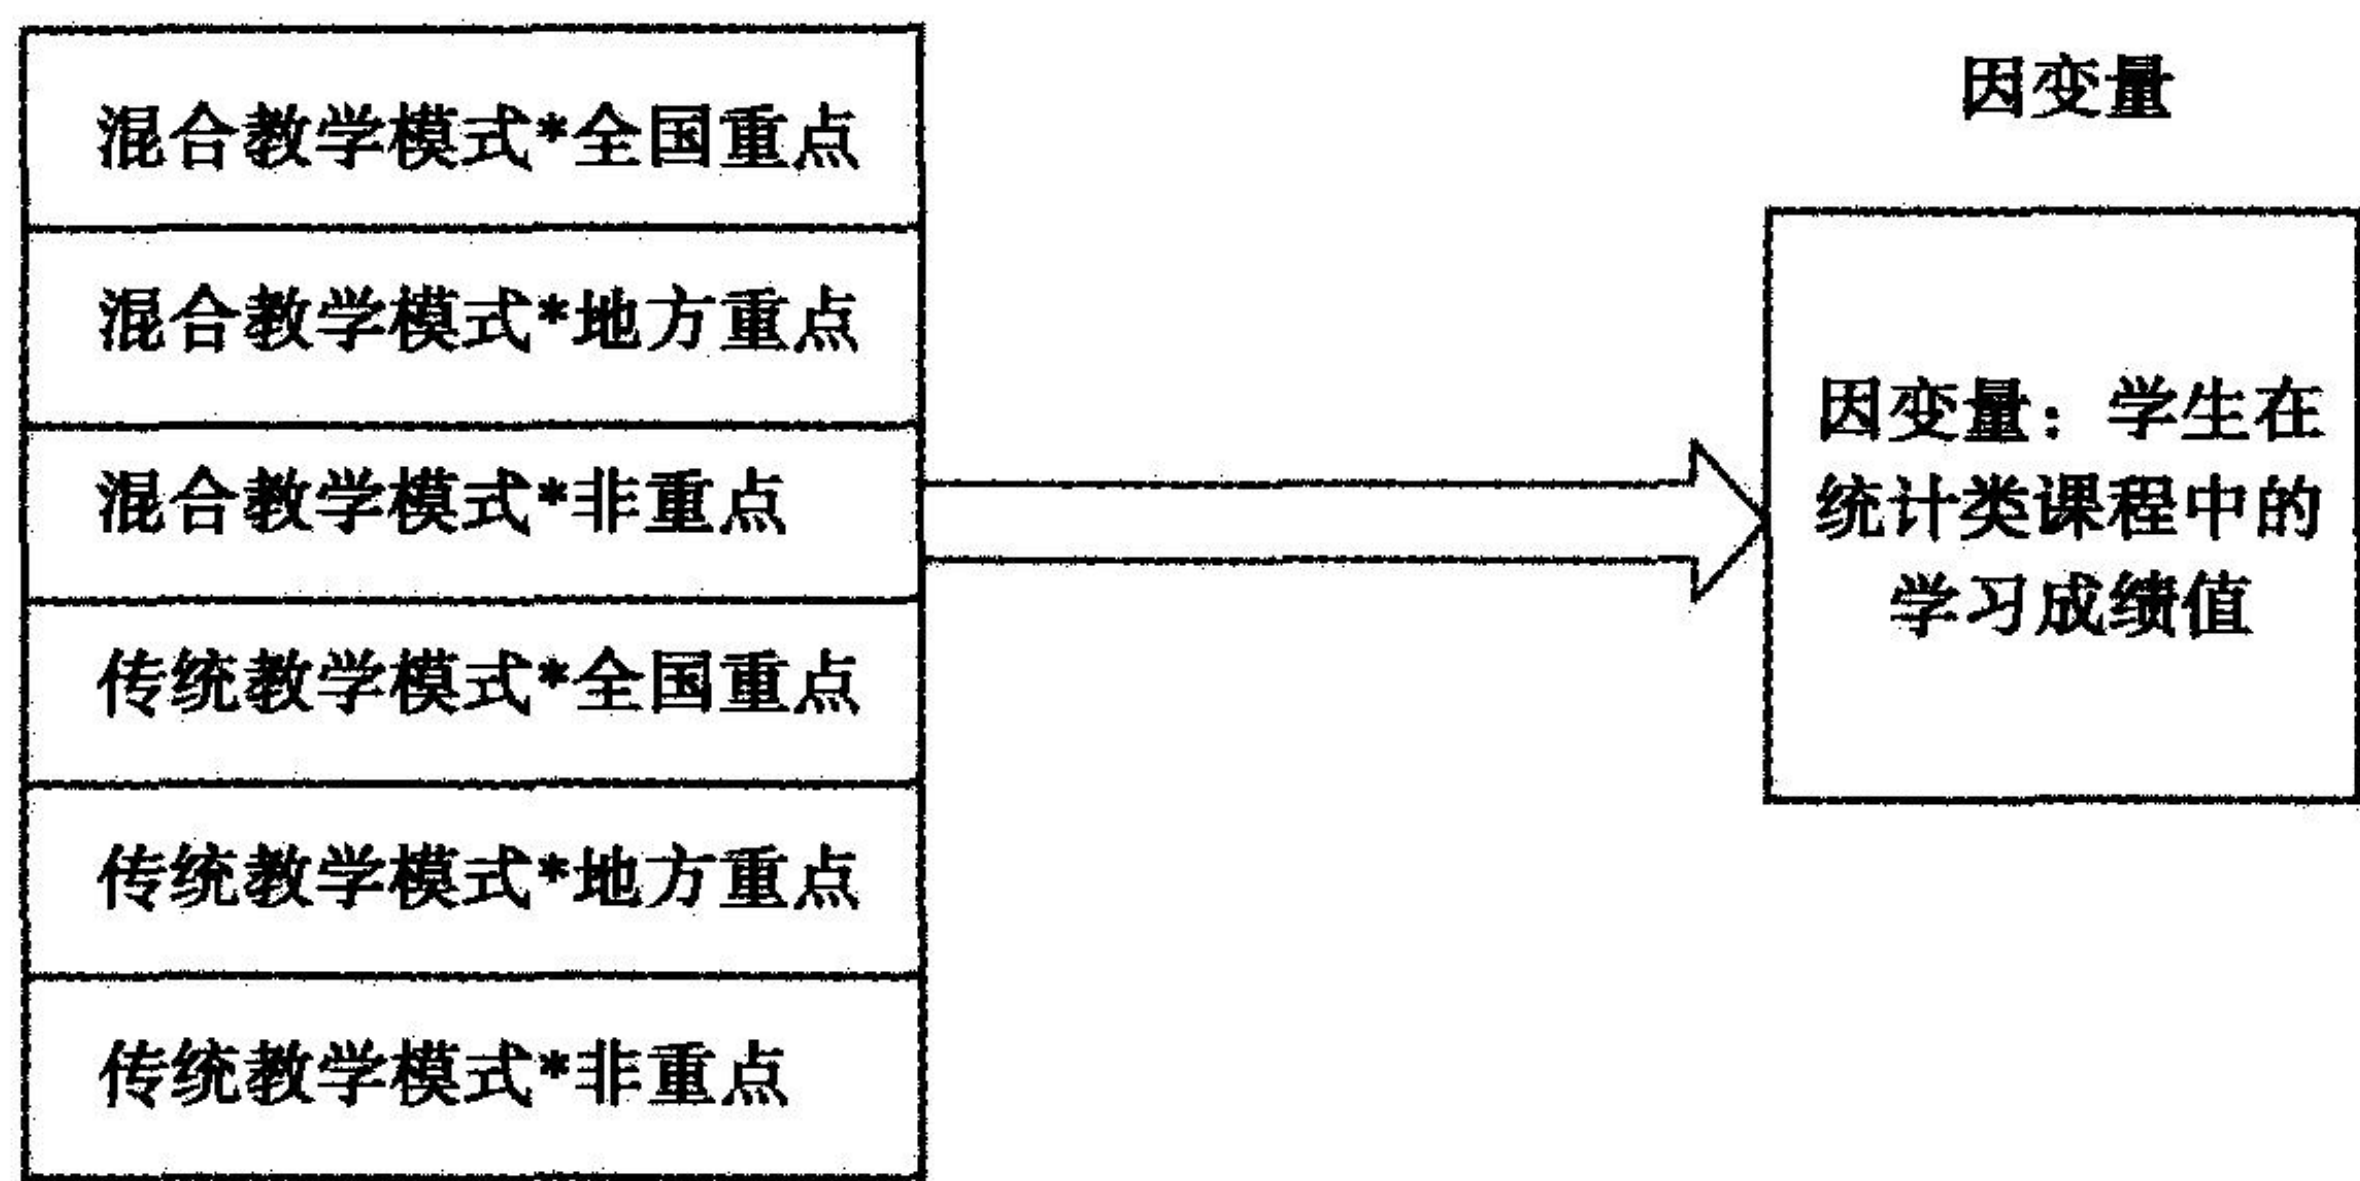 混合教学模式*全国重点
混合教学模式*地方重点
混合教学模式*非重点
传统教学模式*全国重点
传统教学模式*地方重点
传统教学模式*非重点
因变量
因变量：学生在
统计类课程中的
学习成绩值